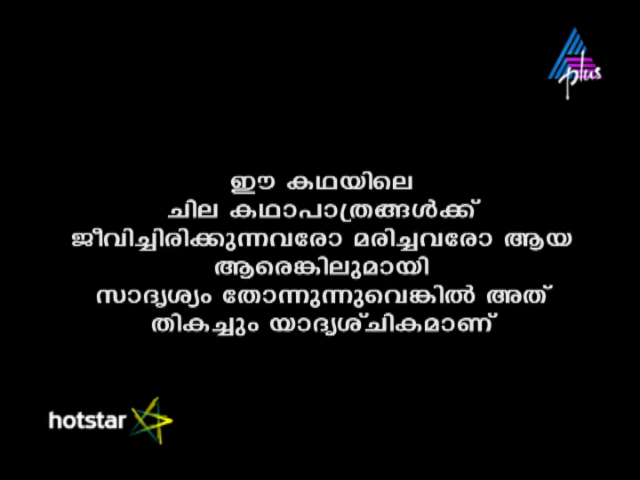 plus
ഈ കഥയിലെ
ചില കഥാപാത്രങ്ങൾക്ക്
ജീവിച്ചിരിക്കുന്നവരോ മരിച്ചവരോ ആയ
ആരെങ്കിലുമായി
സാദൃശ്യം തോന്നുന്നുവെങ്കിൽ അത്
തികച്ചും യാദൃശ്ചികമാണ്
hotstar